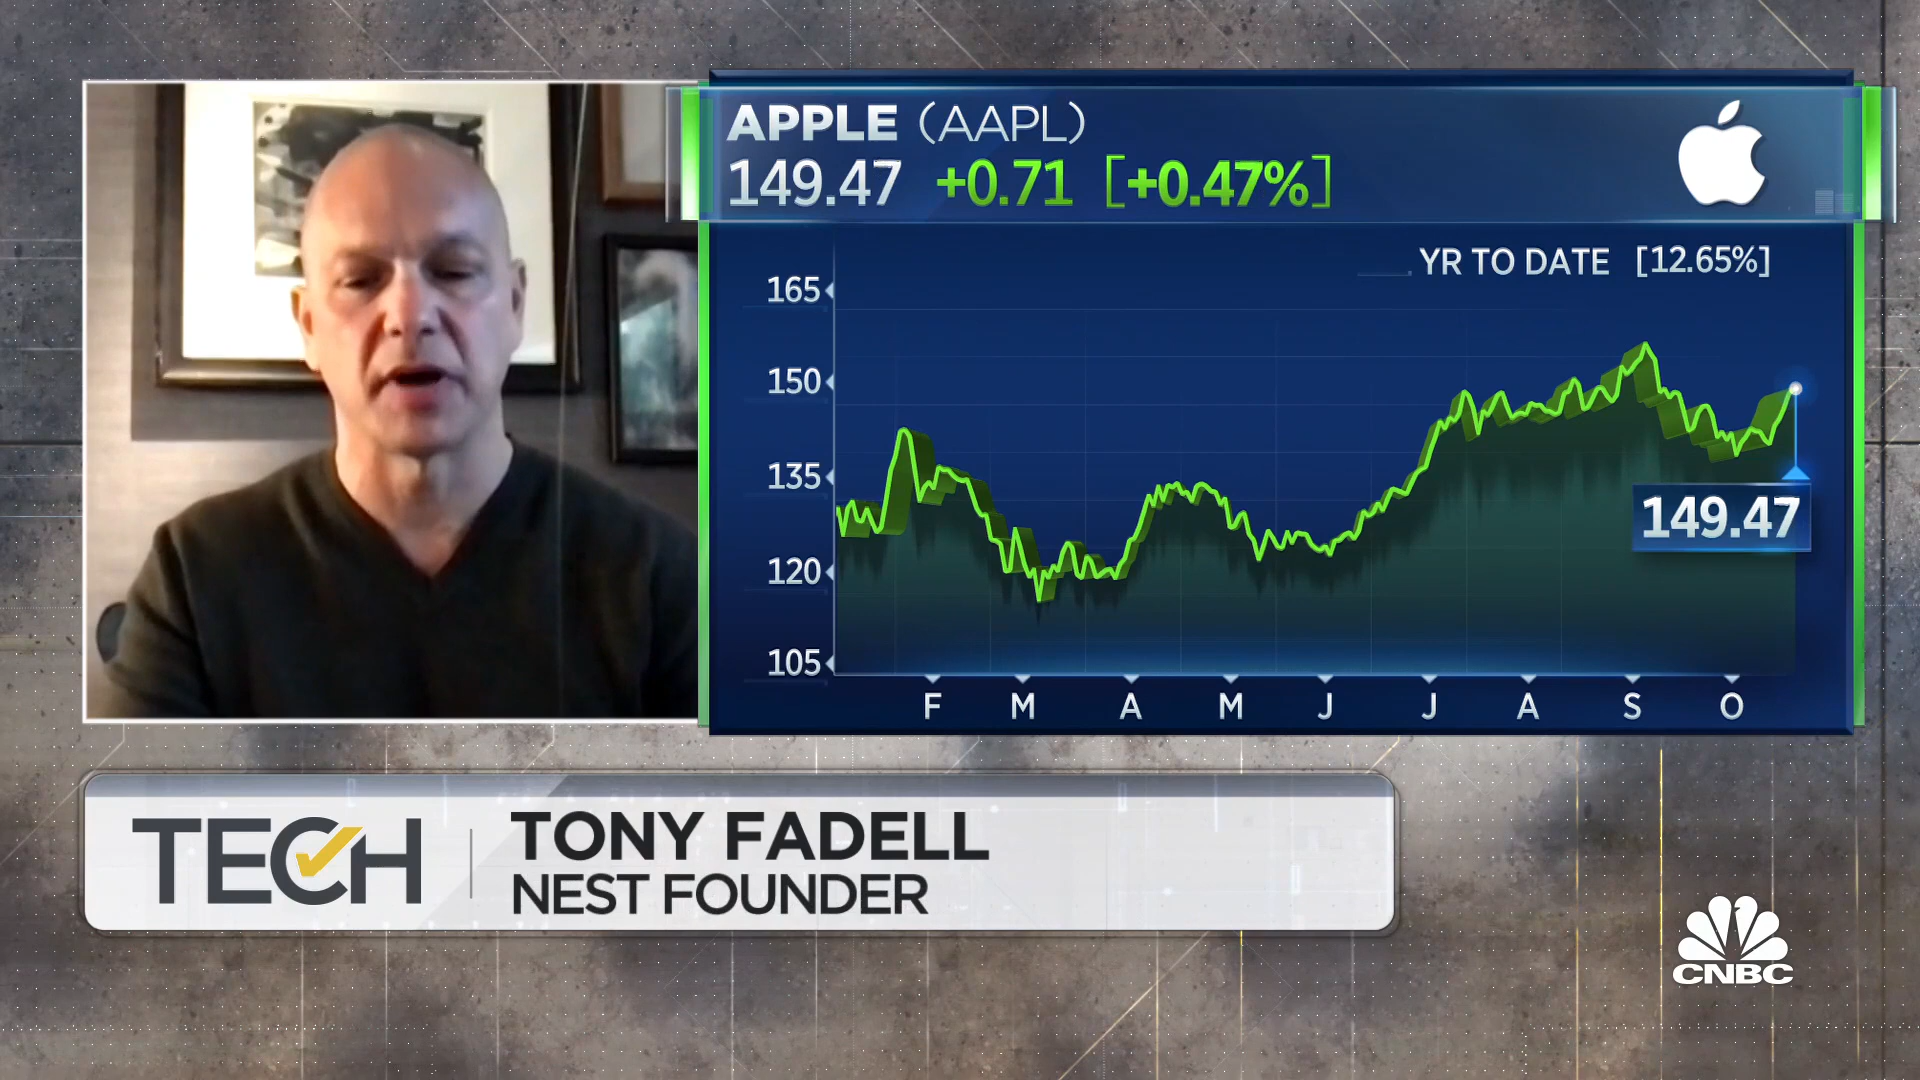 APPLE (AAPL)
149.47 +0.71 [+0.47%]
YR TO DATE [12.65%]
165
150
135
120
105
149.47
F M A M J J A S O
TECH
TONY FADELL
NEST FOUNDER
CNBC